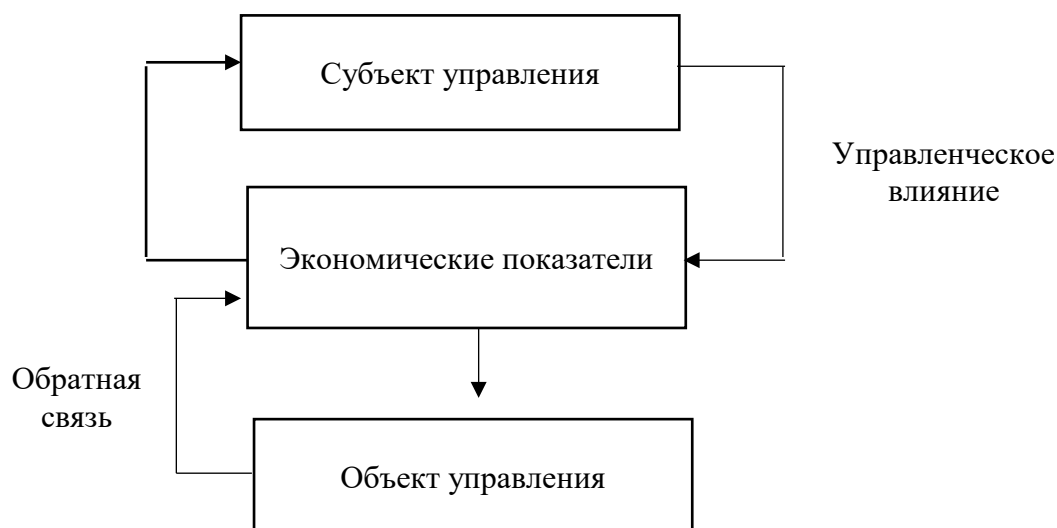 Субъект управления
Управленческое
влияние
Экономические показатели
Обратная
связь
Объект управления